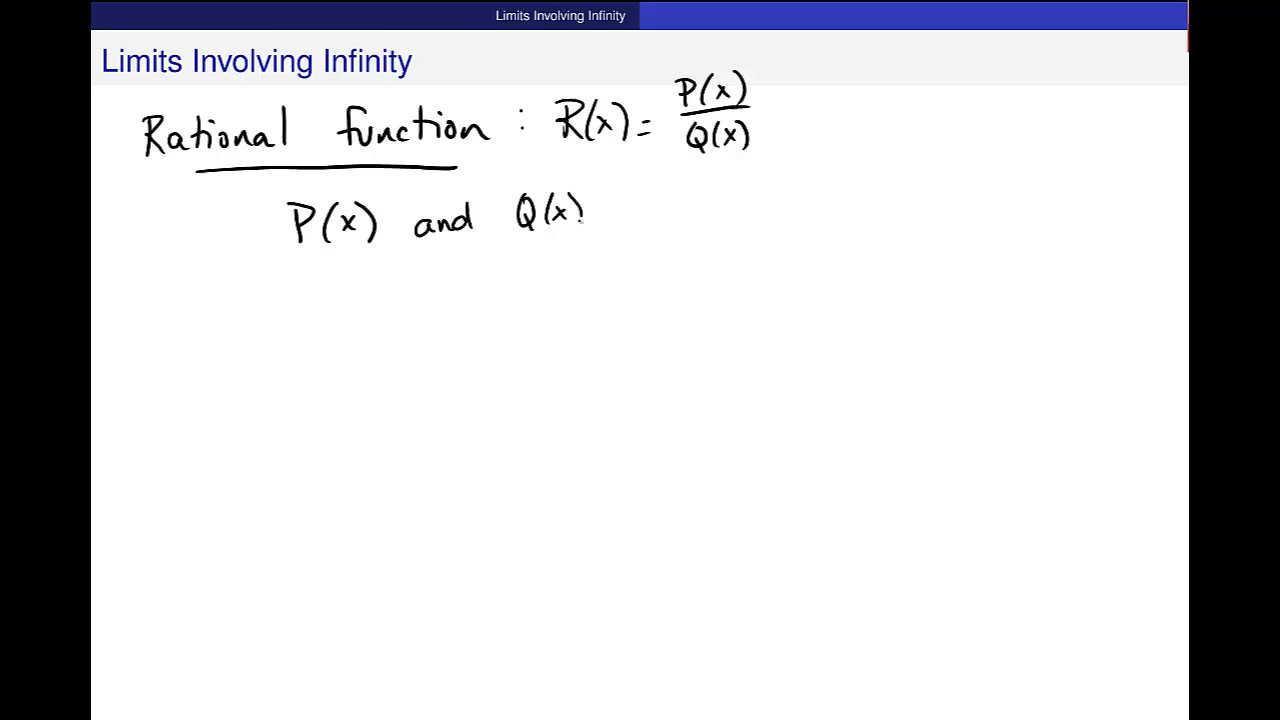 Limits Involving Infinity
Limits Involving Infinity
Rational function : R(x) = P(x)/Q(x)
P(x) and Q(x)